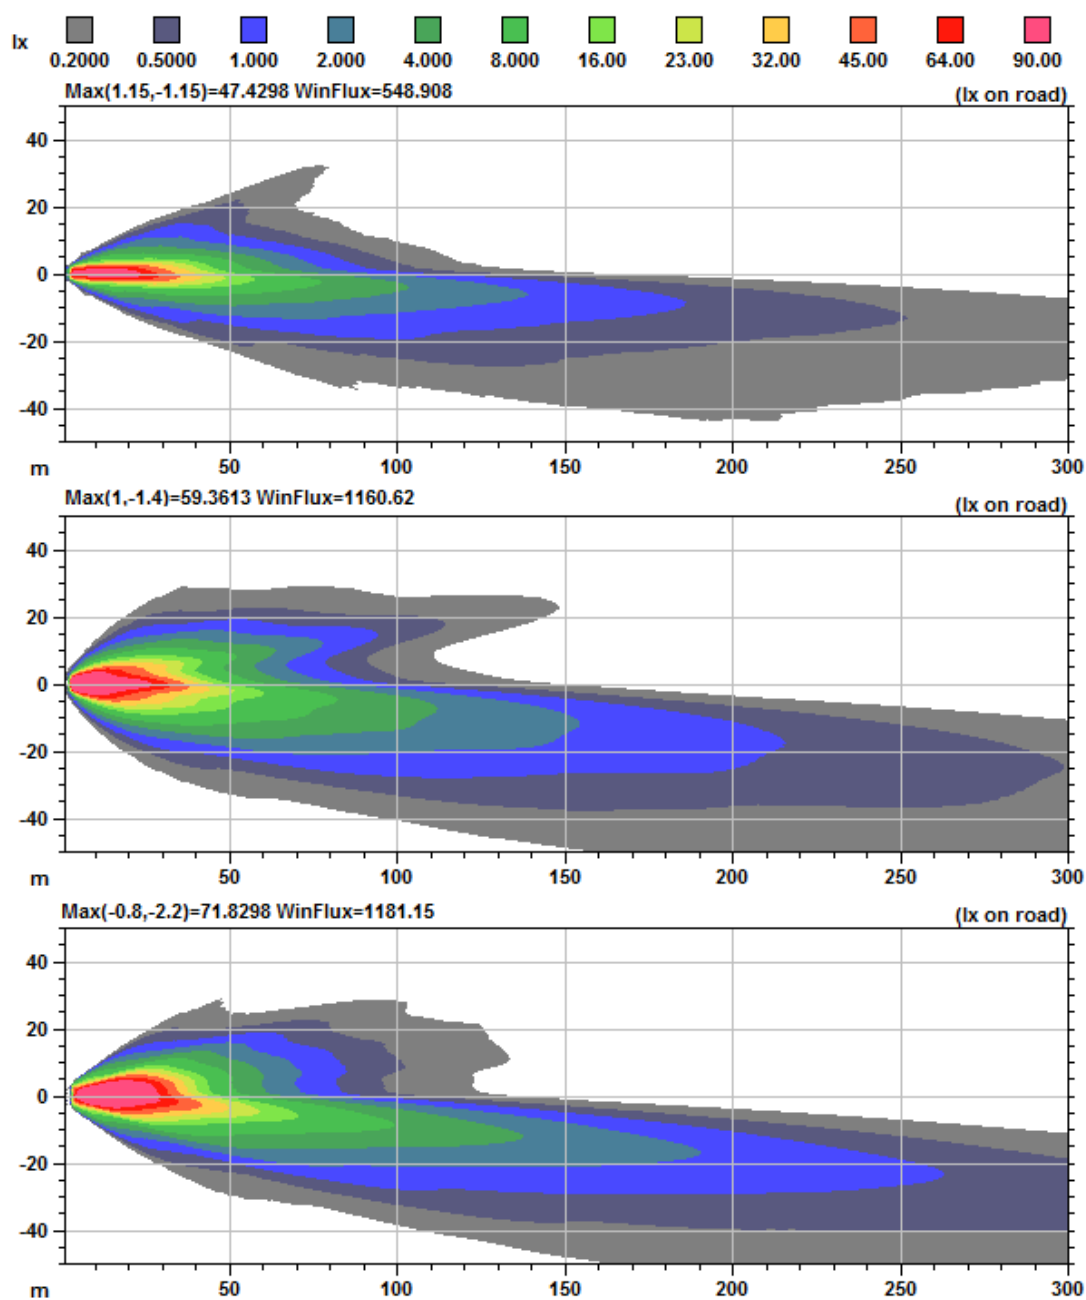 lx
0.2000 0.5000 1.000 2.000 4.000 8.000 16.00 23.00 32.00 45.00 64.00 90.00
Max(1.15,-1.15)=47.4298 WinFlux=548.908 (lx on road)
40
20
0
-20
-40
m 50 100 150 200 250 300
Max(1,-1.4)=59.3613 WinFlux=1160.62 (lx on road)
40
20
0
-20
-40
m 50 100 150 200 250 300
Max(-0.8,-2.2)=71.8298 WinFlux=1181.15 (lx on road)
40
20
0
-20
-40
m 50 100 150 200 250 300